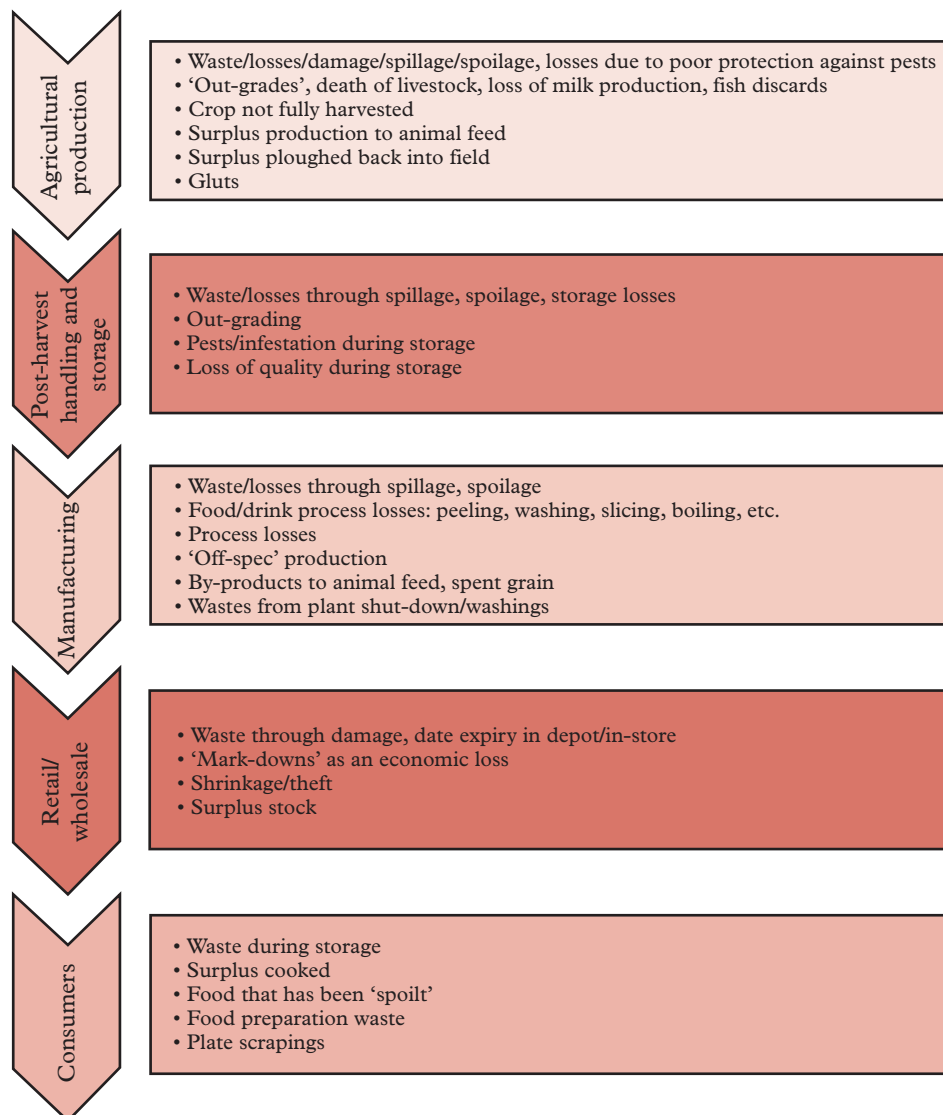 Agricultural
production
• Waste/losses/damage/spillage/spoilage, losses due to poor protection against pests
• ‘Out-grades’, death of livestock, loss of milk production, fish discards
• Crop not fully harvested
• Surplus production to animal feed
• Surplus ploughed back into field
• Gluts
Post-harvest
handling and
storage
• Waste/losses through spillage, spoilage, storage losses
• Out-grading
• Pests/infestation during storage
• Loss of quality during storage
Manufacturing
• Waste/losses through spillage, spoilage
• Food/drink process losses: peeling, washing, slicing, boiling, etc.
• Process losses
• ‘Off-spec’ production
• By-products to animal feed, spent grain
• Wastes from plant shut-down/washings
Retail/
wholesale
• Waste through damage, date expiry in depot/in-store
• ‘Mark-downs’ as an economic loss
• Shrinkage/theft
• Surplus stock
Consumers
• Waste during storage
• Surplus cooked
• Food that has been ‘spoilt’
• Food preparation waste
• Plate scrapings